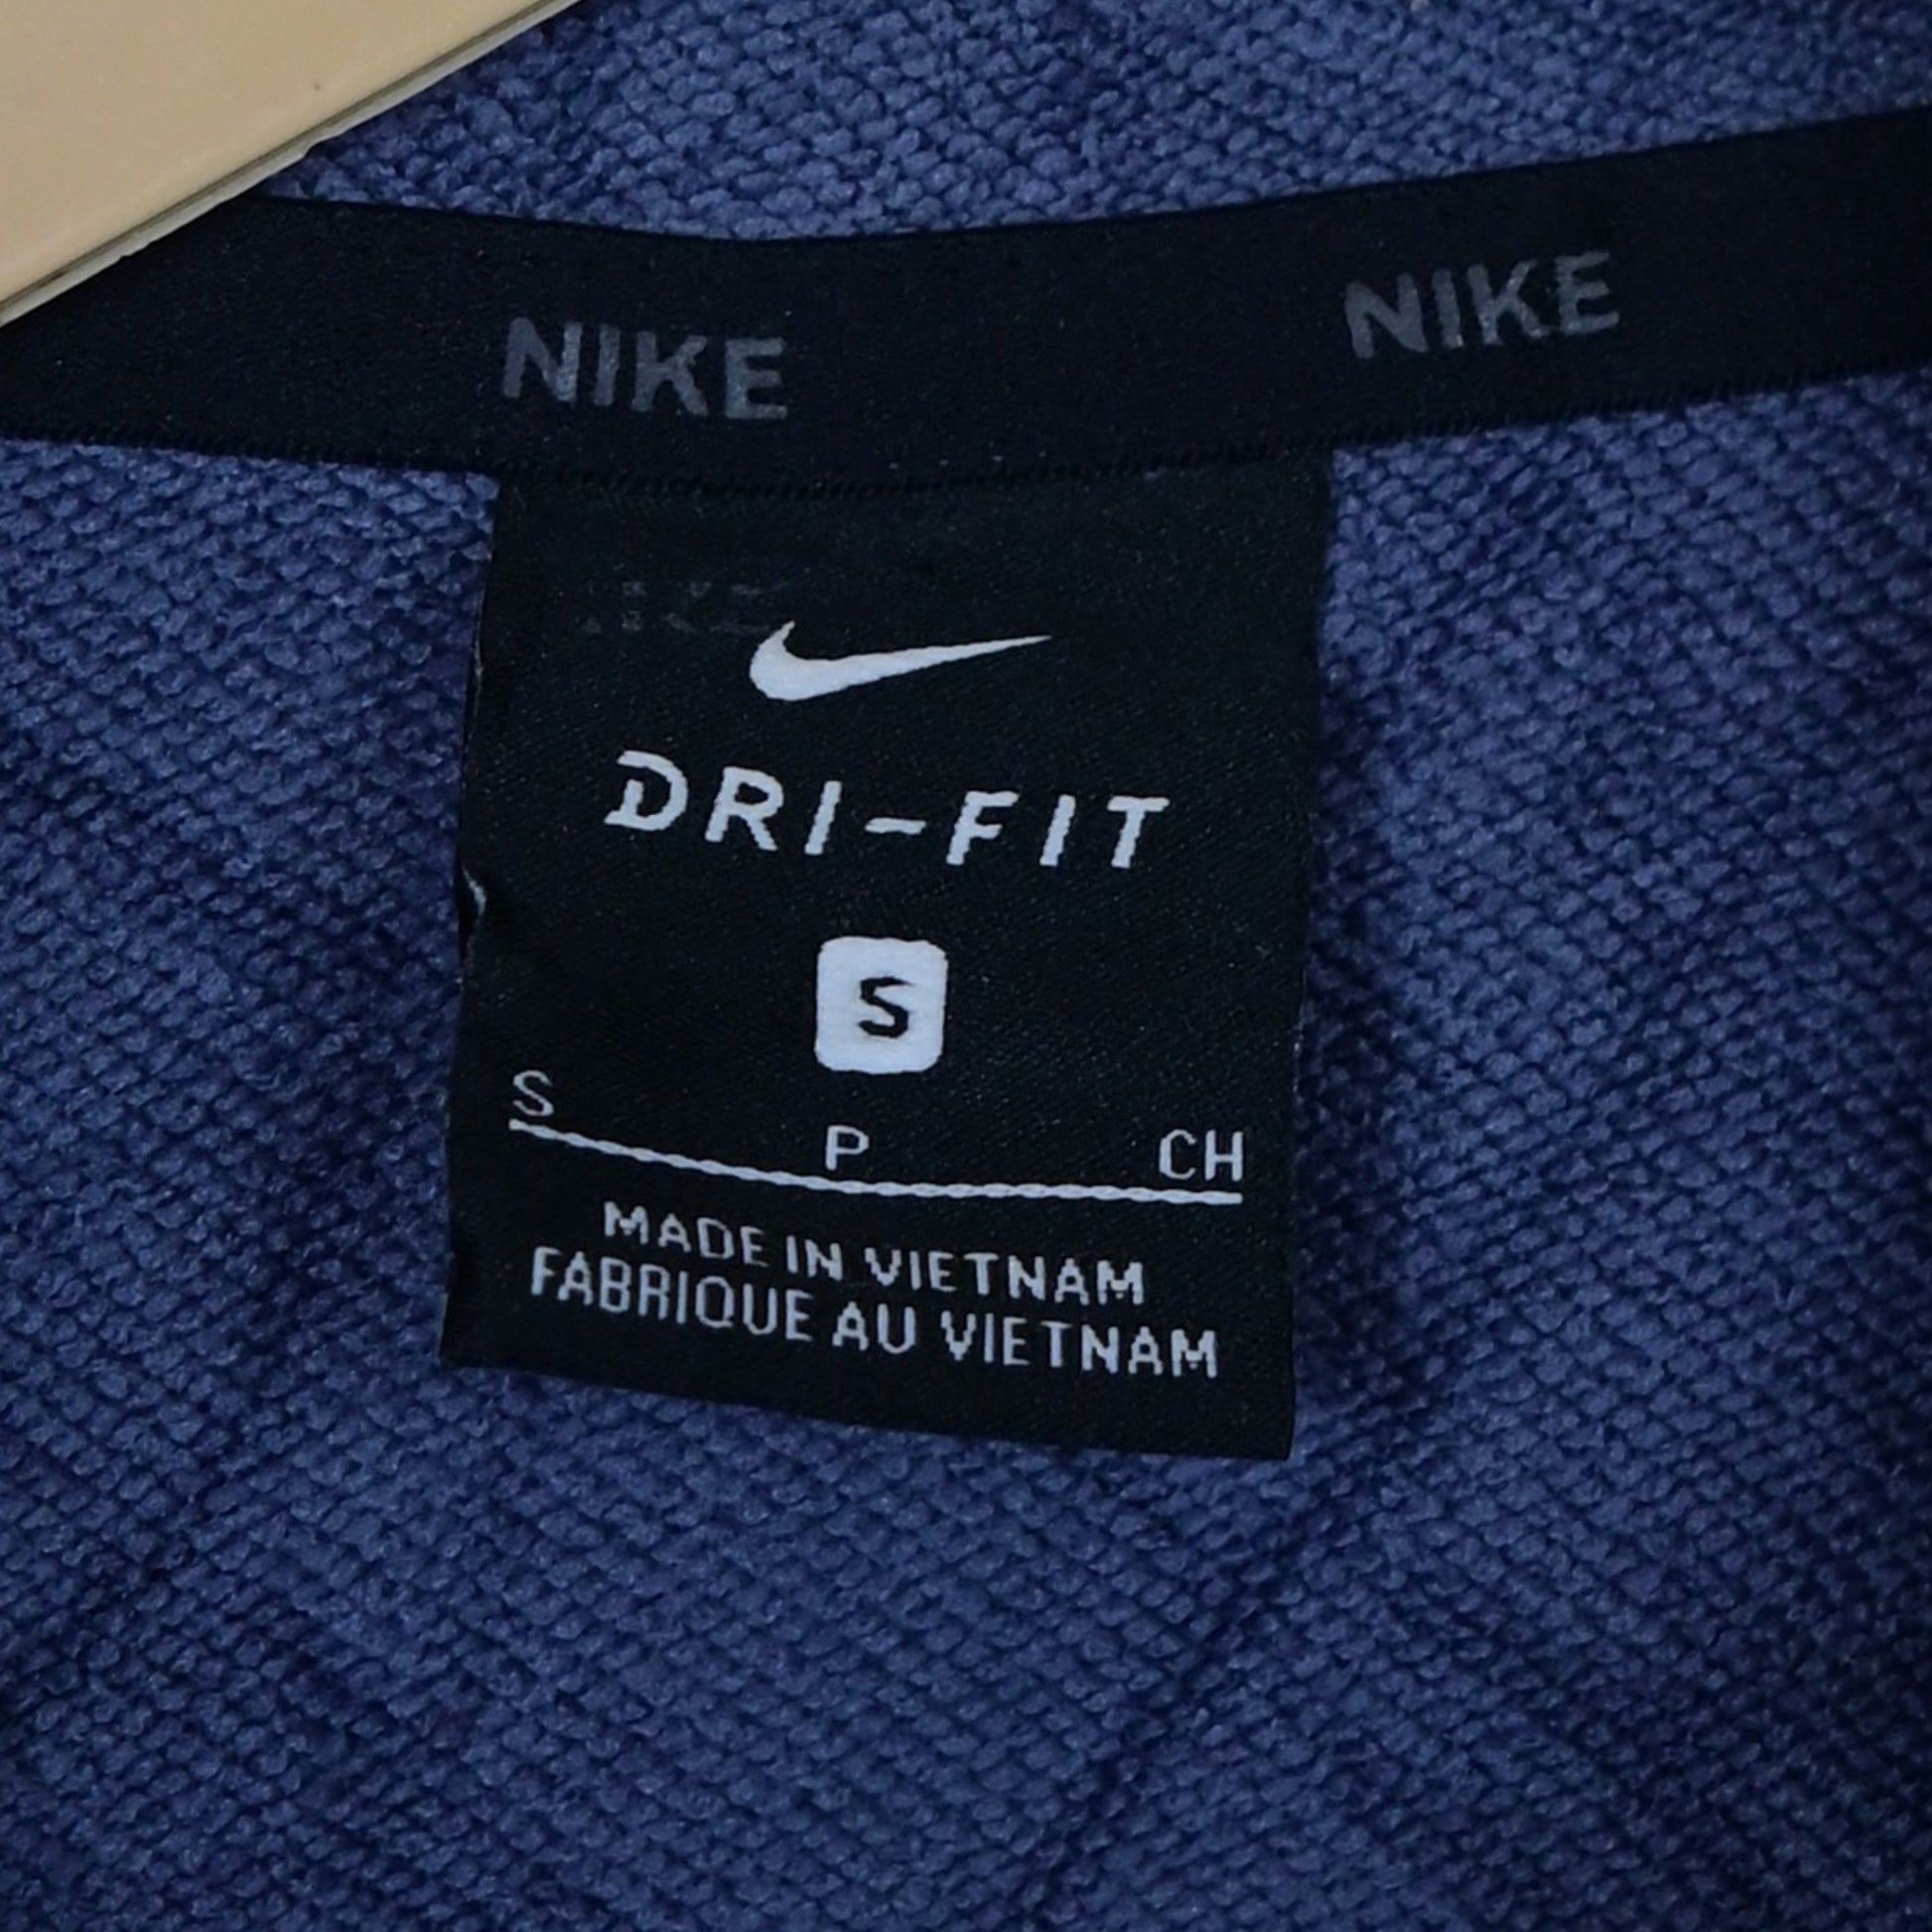 NIKE NIKE
DRI-FIT
S
S P CH
MADE IN VIETNAM
FABRIQUE AU VIETNAM